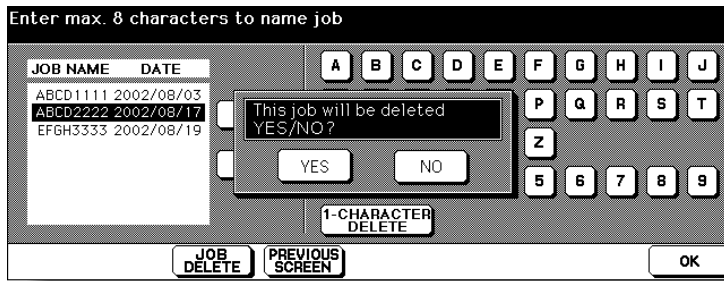 Enter max. 8 characters to name job
JOB NAME DATE
ABCD1111 2002/08/03
ABCD2222 2002/08/17
EFGH3333 2002/08/19
A B C D E F G H I J
This job will be deleted
YES/NO?
YES NO
P Q R S T
Z
5 6 7 8 9
1-CHARACTER
DELETE
JOB
DELETE
PREVIOUS
SCREEN
OK